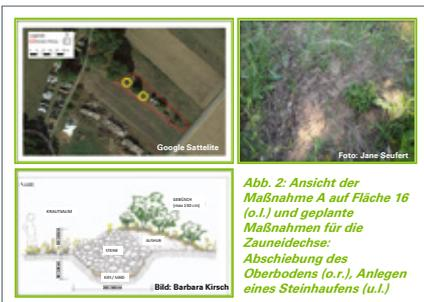 Google Sattelite
Foto: Jane Seufert
KRAUTSAUM
GEBÜSCH
STEINE
AUSHUB
KIES / SAND
Bild: Barbara Kirsch
Abb. 2: Ansicht der
Maßnahme A auf Fläche 16
(o.l.) und geplante
Maßnahmen für die
Zauneidechse:
Abschiebung des
Oberbodens (o.r.), Anlegen
eines Steinhaufens (u.l.)